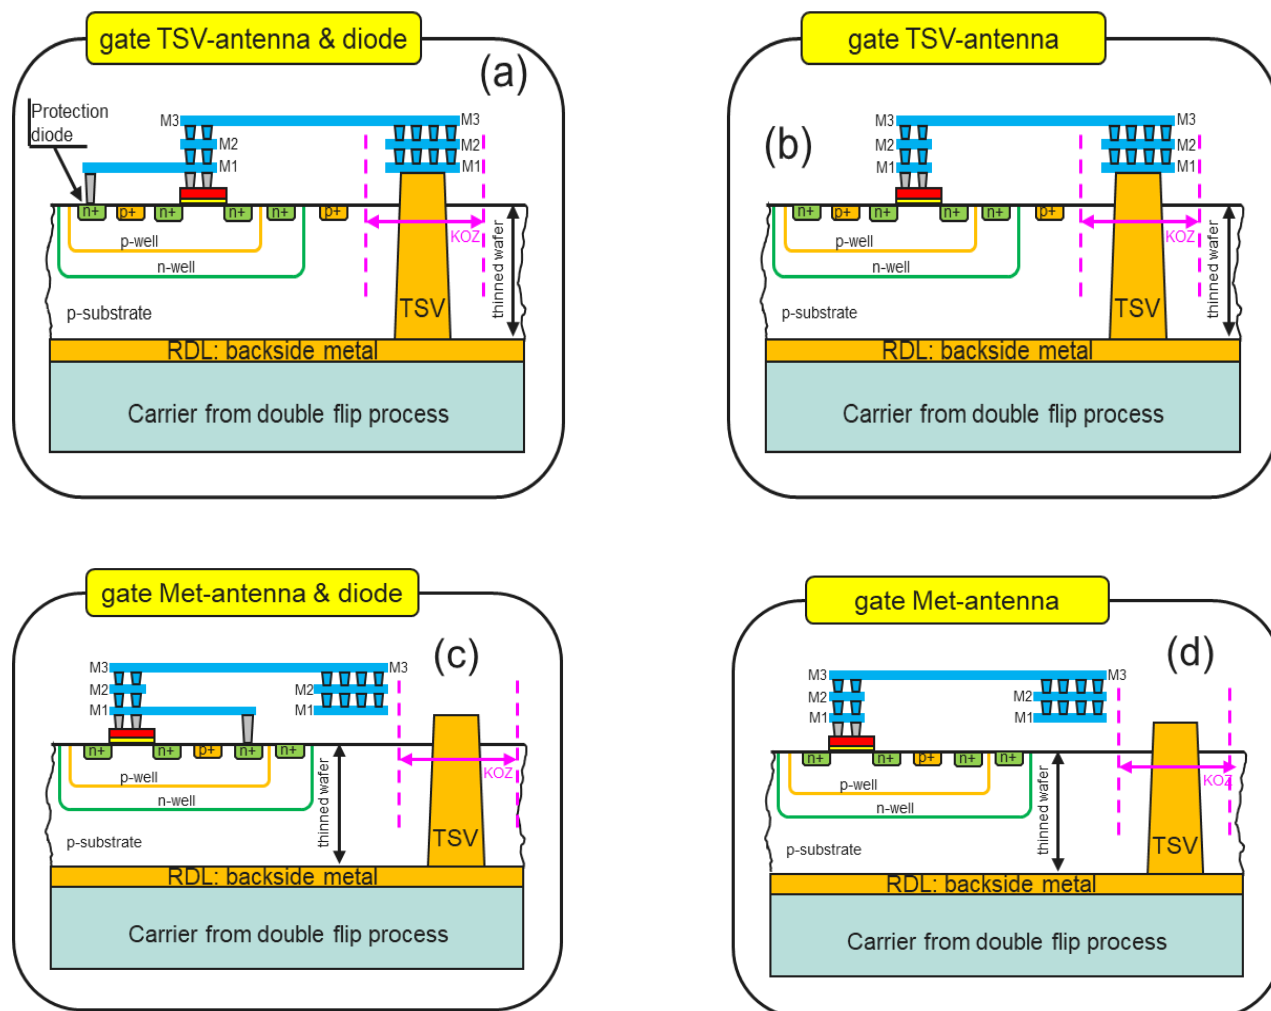 gate TSV-antenna & diode
(a)
Protection
diode
M3
M3
M2
M2
M1
M1
n+
p+
n+
n+
n+
p+
KOZ
p-well
n-well
thinned wafer
p-substrate
TSV
RDL: backside metal
Carrier from double flip process
gate TSV-antenna
(b)
M3
M3
M2
M2
M1
M1
n+
p+
n+
n+
n+
p+
KOZ
p-well
n-well
thinned wafer
p-substrate
TSV
RDL: backside metal
Carrier from double flip process
gate Met-antenna & diode
(c)
M3
M3
M2
M2
M1
M1
n+
n+
p+
n+
n+
KOZ
p-well
n-well
thinned wafer
p-substrate
TSV
RDL: backside metal
Carrier from double flip process
gate Met-antenna
(d)
M3
M3
M2
M2
M1
M1
n+
n+
p+
n+
n+
KOZ
p-well
n-well
thinned wafer
p-substrate
TSV
RDL: backside metal
Carrier from double flip process